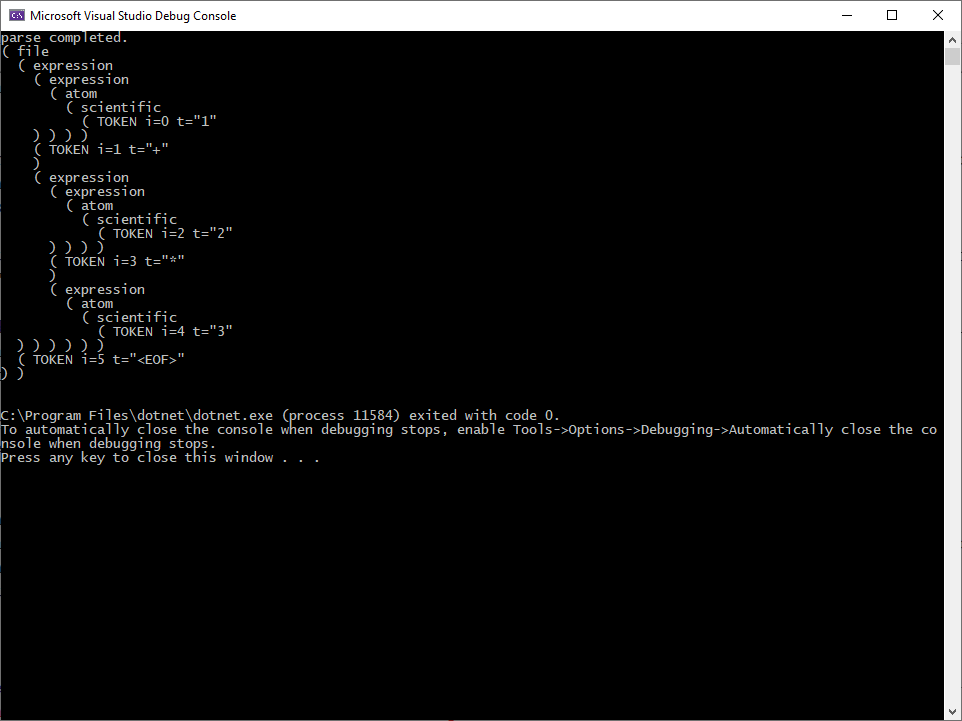 Microsoft Visual Studio Debug Console
parse completed.
( file
  ( expression
    ( expression
      ( atom
        ( scientific
          ( TOKEN i=0 t="1"
    ) ) ) )
    ( TOKEN i=1 t="+"
    )
    ( expression
      ( expression
        ( atom
          ( scientific
            ( TOKEN i=2 t="2"
      ) ) ) )
      ( TOKEN i=3 t="*"
      )
      ( expression
        ( atom
          ( scientific
            ( TOKEN i=4 t="3"
  ) ) ) ) ) )
  ( TOKEN i=5 t="<EOF>"
) )
C:\Program Files\dotnet\dotnet.exe (process 11584) exited with code 0.
To automatically close the console when debugging stops, enable Tools->Options->Debugging->Automatically close the co
nsole when debugging stops.
Press any key to close this window . . .